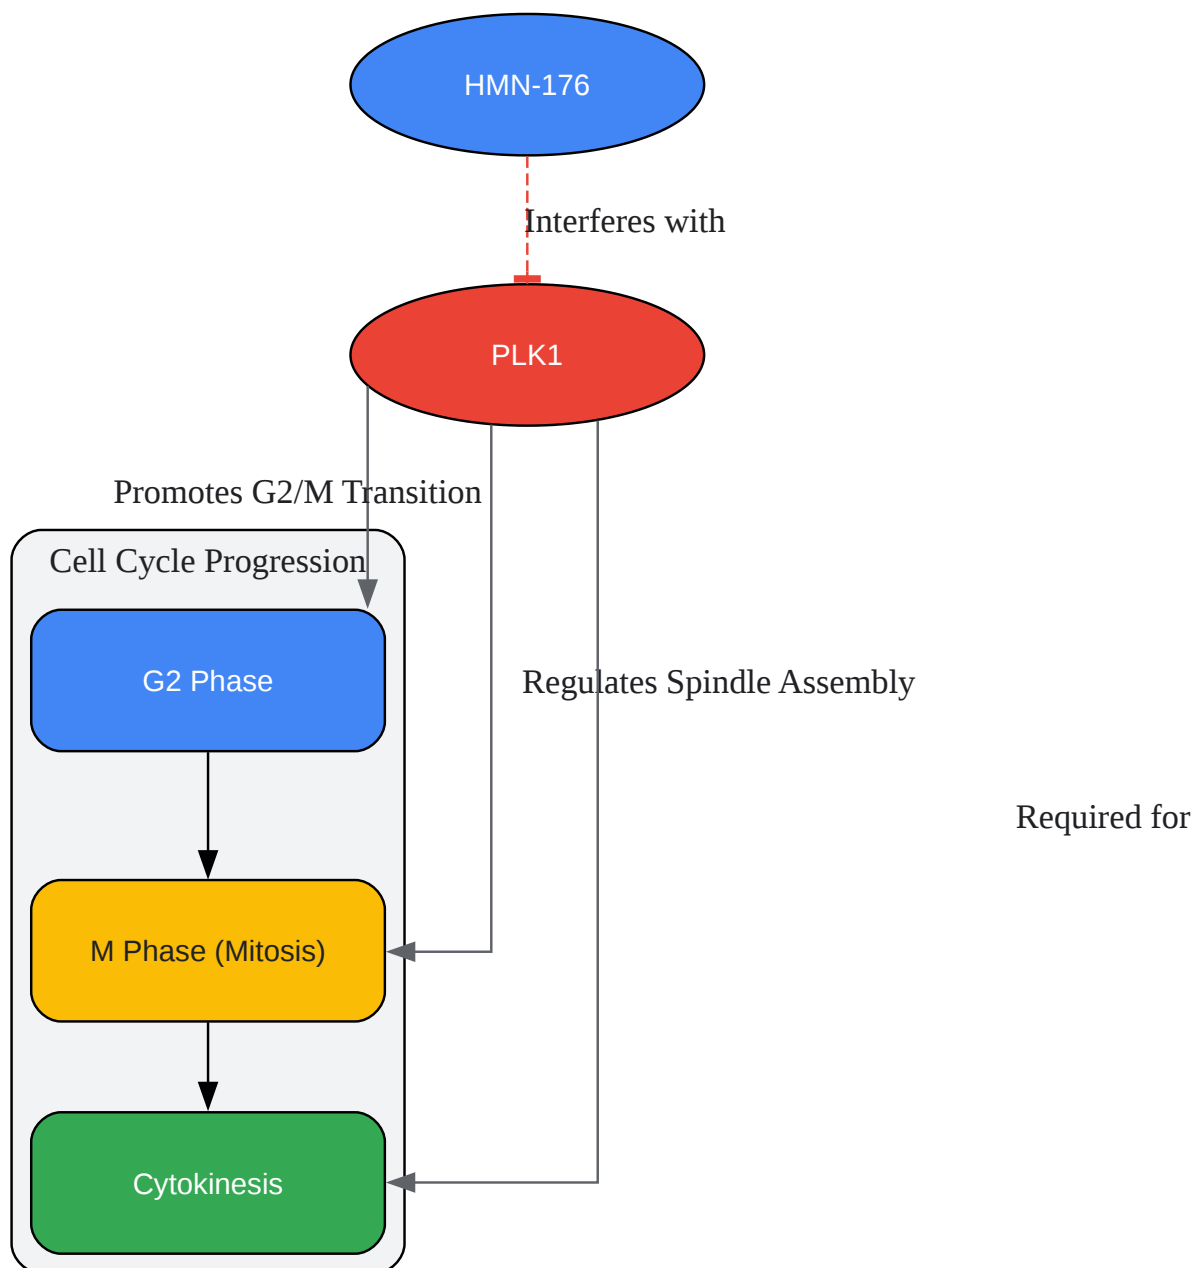 HMN-176
Interferes with
PLK1
Promotes G2/M Transition
Cell Cycle Progression
G2 Phase
Regulates Spindle Assembly
Required for
M Phase (Mitosis)
Cytokinesis